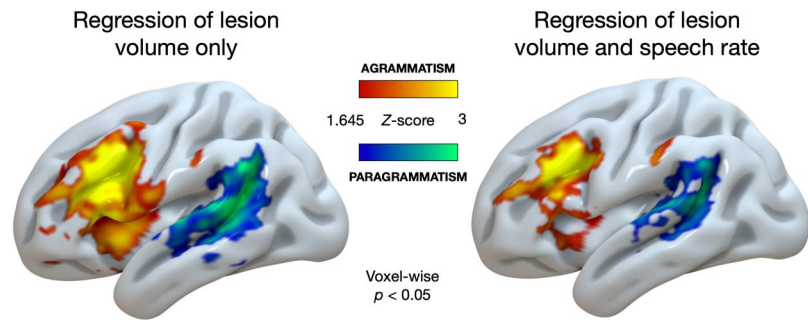 Regression of lesion
volume only
Regression of lesion
volume and speech rate
AGRAMMATISM
1.645 Z-score 3
PARAGRAMMATISM
Voxel-wise
p < 0.05